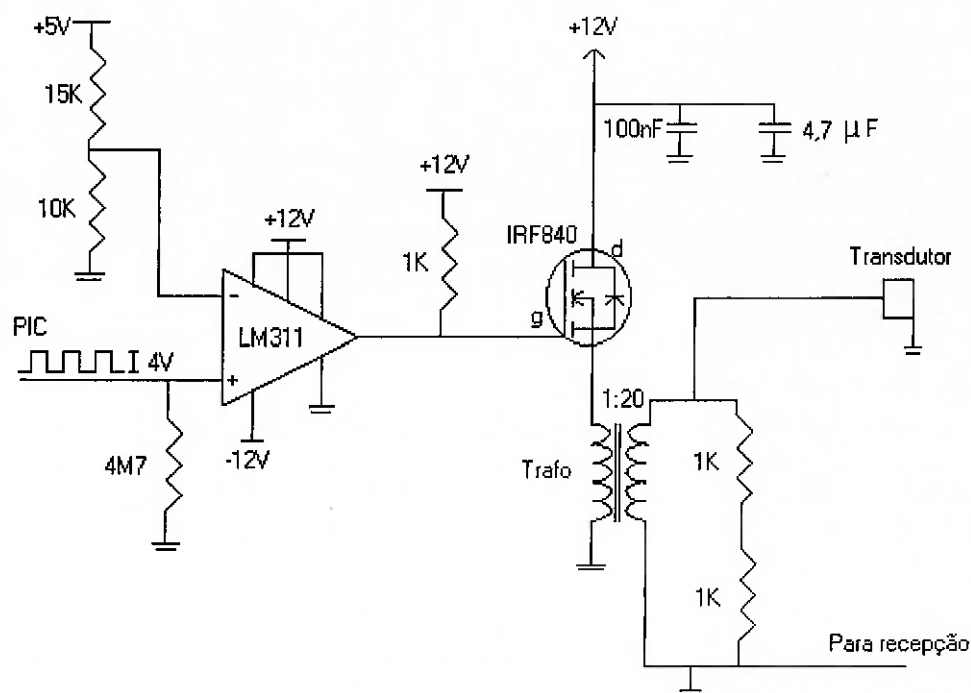 +5V
15K
10K
PIC
4V
4M7
-
+
LM311
+12V
-12V
+12V
1K
+12V
100nF
4,7 µF
IRF840
d
g
1:20
Trafo
1K
1K
Transdutor
Para recepção